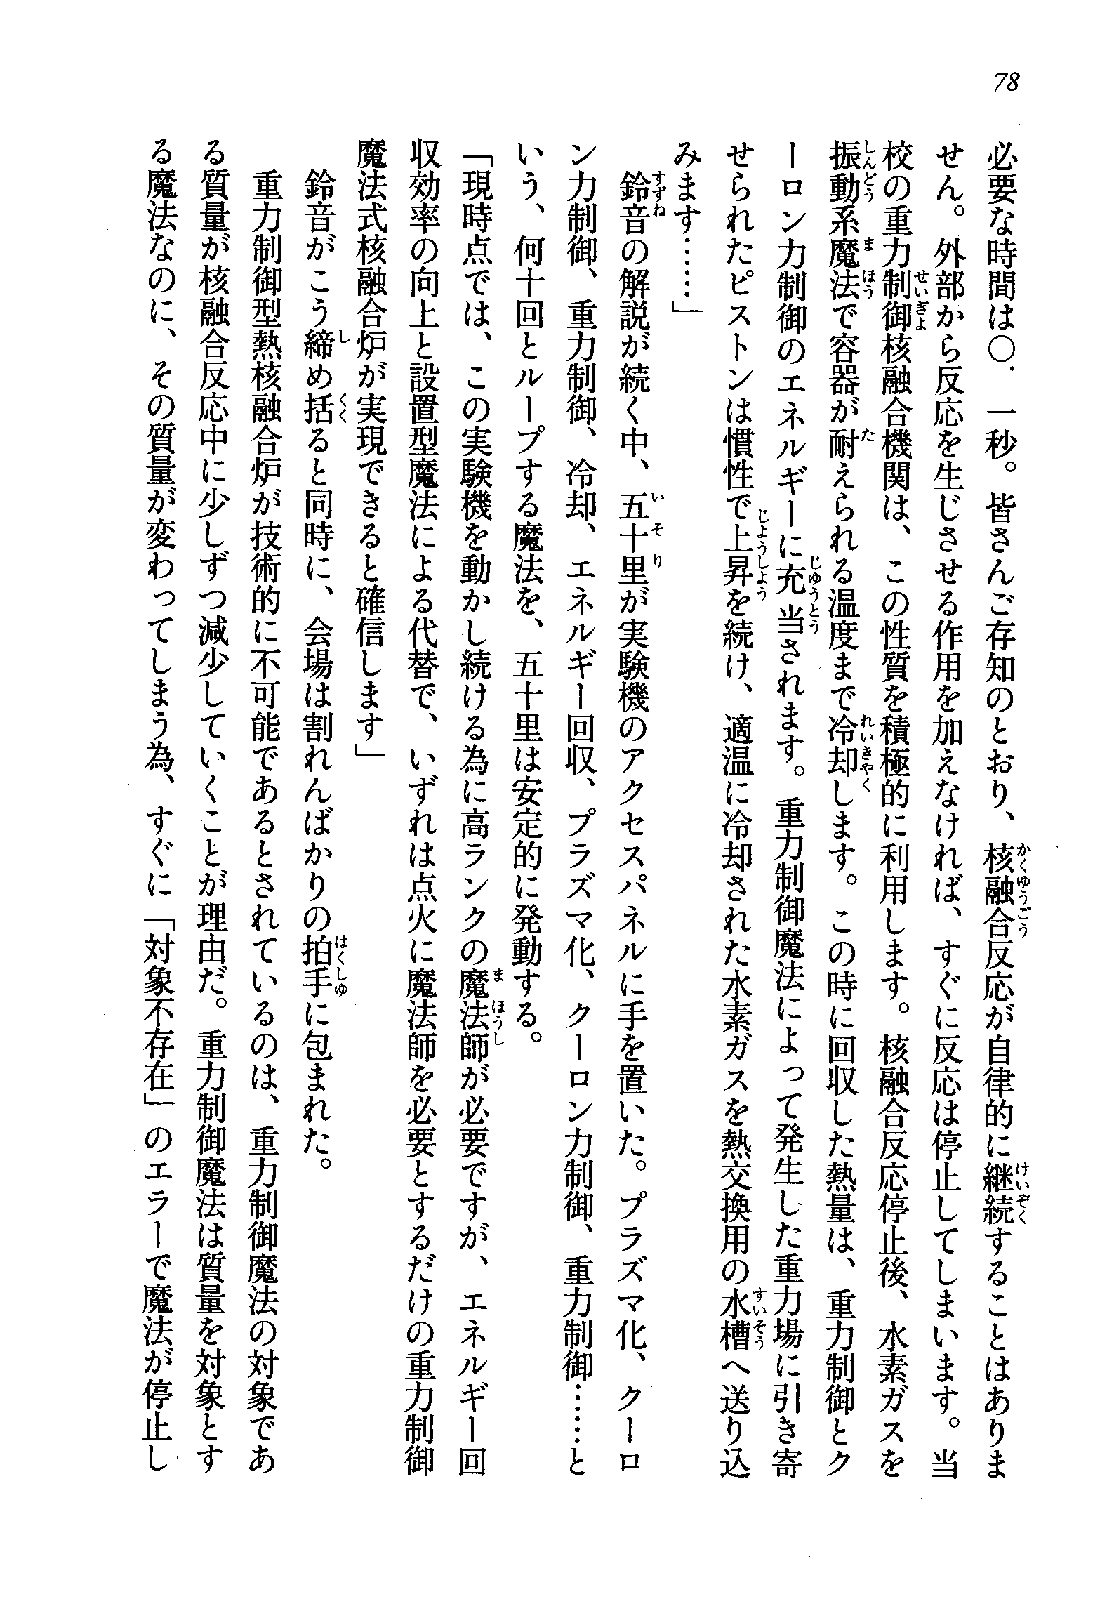 78
必要な時間は〇．一秒。皆さんご存知のとおり、核融合反応が自律的に継続することはありま
せん。外部から反応を生じさせる作用を加えなければ、すぐに反応は停止してしまいます。当
校の重力制御核融合機関は、この性質を積極的に利用します。核融合反応停止後、水素ガスを
振動系魔法で容器が耐えられる温度まで冷却します。この時に回収した熱量は、重力制御とク
ーロン力制御のエネルギーに充当されます。重力制御魔法によって発生した重力場に引き寄
せられたピストンは慣性で上昇を続け、適温に冷却された水素ガスを熱交換用の水槽へ送り込
みます……」
鈴音の解説が続く中、五十里が実験機のアクセスパネルに手を置いた。プラズマ化、クーロ
ン力制御、重力制御、冷却、エネルギー回収、プラズマ化、クーロン力制御、重力制御……と
いう、何十回とループする魔法を、五十里は安定的に発動する。
「現時点では、この実験機を動かし続ける為に高ランクの魔法師が必要ですが、エネルギー回
収効率の向上と設置型魔法による代替で、いずれは点火に魔法師を必要とするだけの重力制御
魔法式核融合炉が実現できると確信します」
鈴音がこう締め括ると同時に、会場は割れんばかりの拍手に包まれた。
重力制御型熱核融合炉が技術的に不可能であるとされているのは、重力制御魔法の対象であ
る質量が核融合反応中に少しずつ減少していくことが理由だ。重力制御魔法は質量を対象とす
る魔法なのに、その質量が変わってしまう為、すぐに「対象不存在」のエラーで魔法が停止し